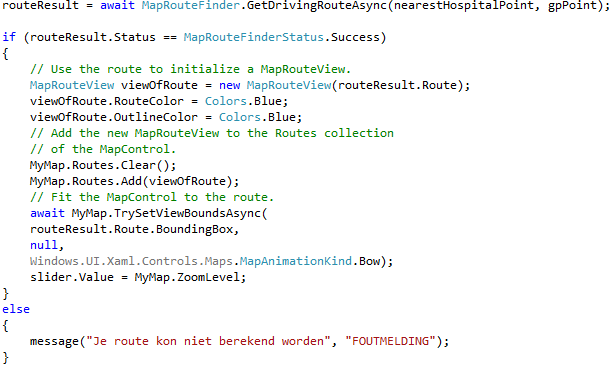 routeResult = await MapRouteFinder.GetDrivingRouteAsync(nearestHospitalPoint, gpPoint);
if (routeResult.Status == MapRouteFinderStatus.Success)
{
// Use the route to initialize a MapRouteView.
MapRouteView viewOfRoute = new MapRouteView(routeResult.Route);
viewOfRoute.RouteColor = Colors.Blue;
viewOfRoute.OutlineColor = Colors.Blue;
// Add the new MapRouteView to the Routes collection
// of the MapControl.
MyMap.Routes.Clear();
MyMap.Routes.Add(viewOfRoute);
// Fit the MapControl to the route.
await MyMap.TrySetViewBoundsAsync(
routeResult.Route.BoundingBox,
null,
Windows.UI.Xaml.Controls.Maps.MapAnimationKind.Bow);
slider.Value = MyMap.ZoomLevel;
}
else
{
message("Je route kon niet berekend worden", "FOUTMELDING");
}